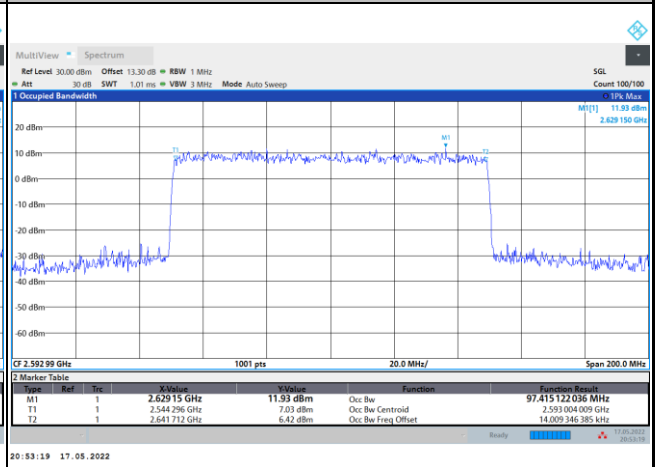 MultiView Spectrum
Ref Level 30.00 dBm Offset 13.30 dB RBW 1 MHz SGL
Att 30 dB SWT 1.01 ms VBW 3 MHz Mode Auto Sweep Count 100/100
1 Occupied Bandwidth 1Pk Max
M1[1] 11.93 dBm
2.629 150 GHz
20 dBm
M1
10 dBm T1 T2
0 dBm
-10 dBm
-20 dBm
-30 dBm
-40 dBm
-50 dBm
-60 dBm
CF 2.592 99 GHz 1001 pts 20.0 MHz/ Span 200.0 MHz
2 Marker Table
Type Ref Trc X-Value Y-Value Function Function Result
M1 1 2.629 15 GHz 11.93 dBm Occ Bw 97.415 122 036 MHz
T1 1 2.544 296 GHz 7.03 dBm Occ Bw Centroid 2.593 004 009 GHz
T2 1 2.641 712 GHz 6.42 dBm Occ Bw Freq Offset 14.009 346 385 kHz
Ready 17.05.2022
20:53:19
20:53:19 17.05.2022